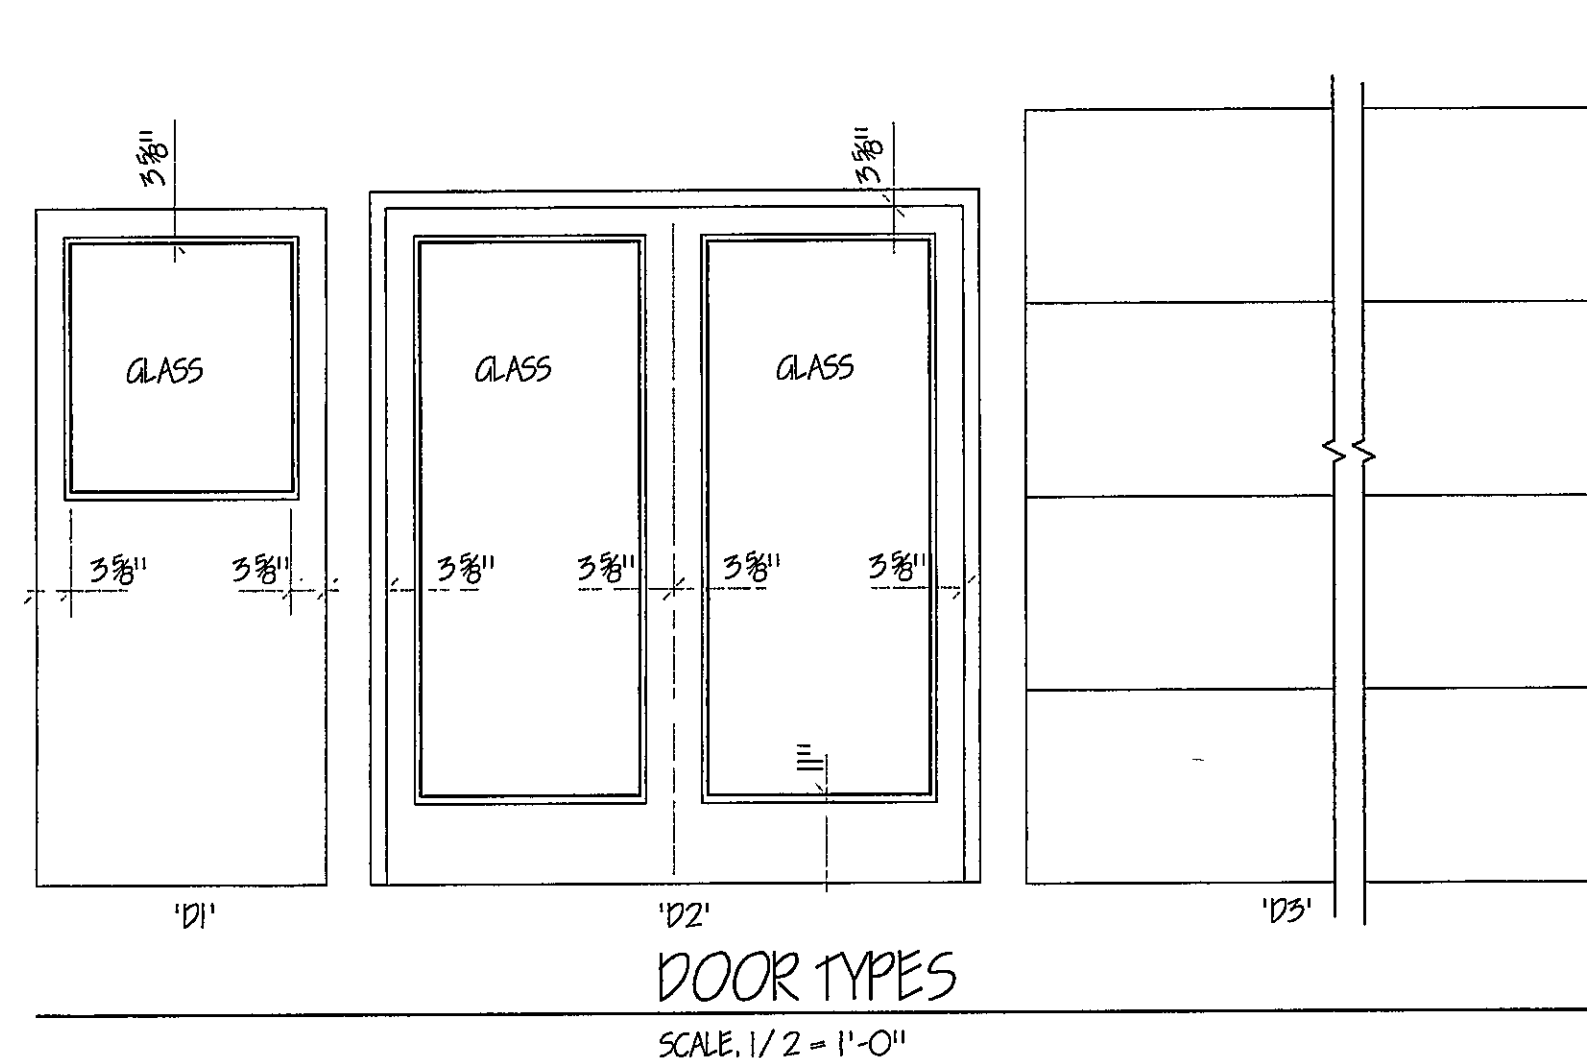 3 5/8"
3 5/8"
GLASS
GLASS
GLASS
3 5/8"
3 5/8"
3 5/8"
3 5/8"
3 5/8"
3 5/8"
11"
'D1'
'D2'
'D3'
DOOR TYPES
SCALE. 1/2 = 1'-0"